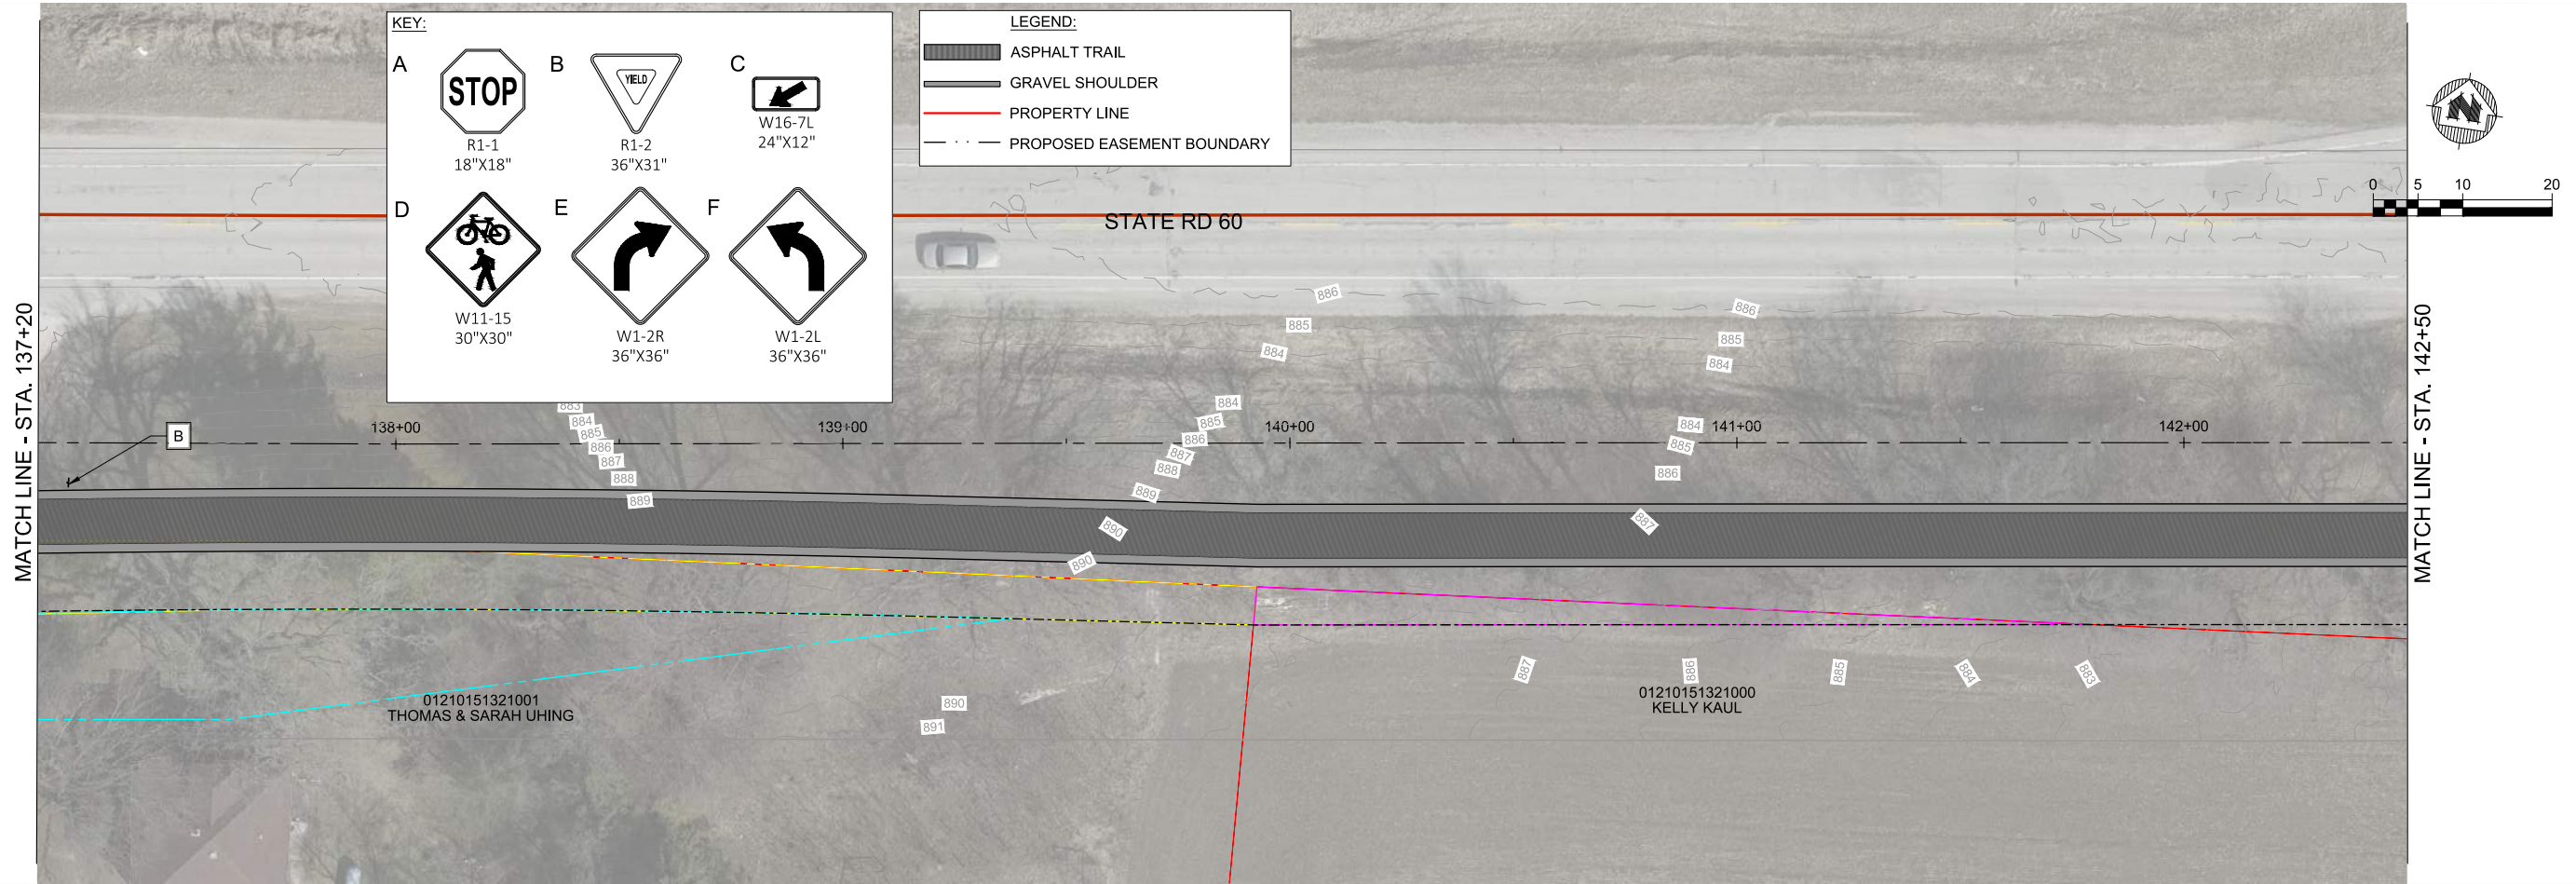 KEY:
A
STOP
R1-1
18"X18"
B
YIELD
R1-2
36"X31"
C
W16-7L
24"X12"
D
W11-15
30"X30"
E
W1-2R
36"X36"
F
W1-2L
36"X36"
LEGEND:
ASPHALT TRAIL
GRAVEL SHOULDER
PROPERTY LINE
PROPOSED EASEMENT BOUNDARY
N
0 5 10 20
STATE RD 60
MATCH LINE - STA. 137+20
MATCH LINE - STA. 142+50
B
138+00
139+00
140+00
141+00
142+00
883
884
885
886
887
888
889
886
885
884
884
885
886
887
888
889
890
890
886
885
884
884
885
886
887
887
886
885
884
883
890
891
01210151321001
THOMAS & SARAH UHING
01210151321000
KELLY KAUL